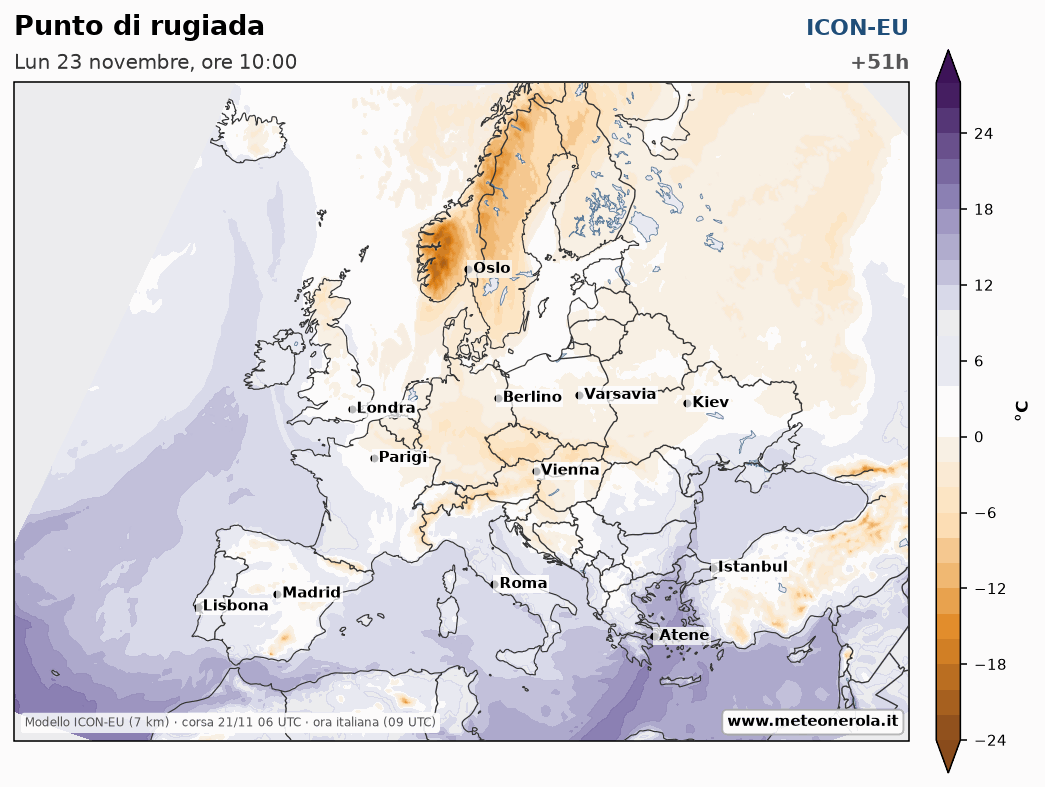 Punto di rugiada
ICON-EU
Lun 23 novembre, ore 10:00
+51h
24
18
12
6
0
−6
−12
−18
−24
°C
Oslo
Londra
Berlino
Varsavia
Kiev
Parigi
Vienna
Istanbul
Roma
Madrid
Lisbona
Atene
Modello ICON-EU (7 km) · corsa 21/11 06 UTC · ora italiana (09 UTC)
www.meteonerola.it